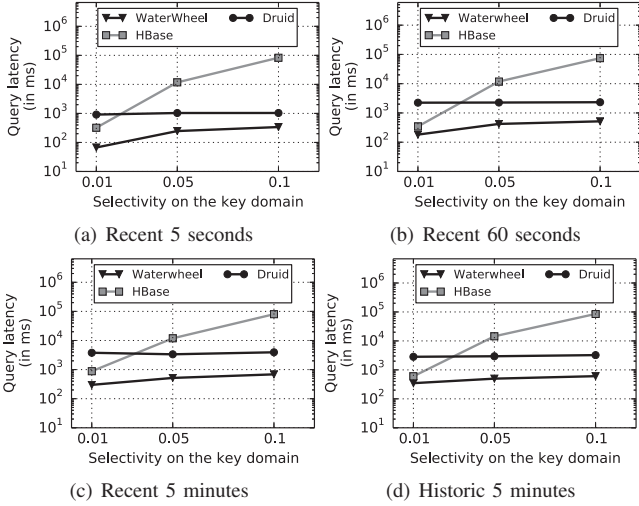 WaterWheel Druid
HBase
Query latency
(in ms)
10^6
10^5
10^4
10^3
10^2
10^1
0.01 0.05 0.1
Selectivity on the key domain
(a) Recent 5 seconds
Waterwheel Druid
HBase
Query latency
(in ms)
10^6
10^5
10^4
10^3
10^2
10^1
0.01 0.05 0.1
Selectivity on the key domain
(b) Recent 60 seconds
Waterwheel Druid
HBase
Query latency
(in ms)
10^6
10^5
10^4
10^3
10^2
10^1
0.01 0.05 0.1
Selectivity on the key domain
(c) Recent 5 minutes
Waterwheel Druid
HBase
Query latency
(in ms)
10^6
10^5
10^4
10^3
10^2
10^1
0.01 0.05 0.1
Selectivity on the key domain
(d) Historic 5 minutes